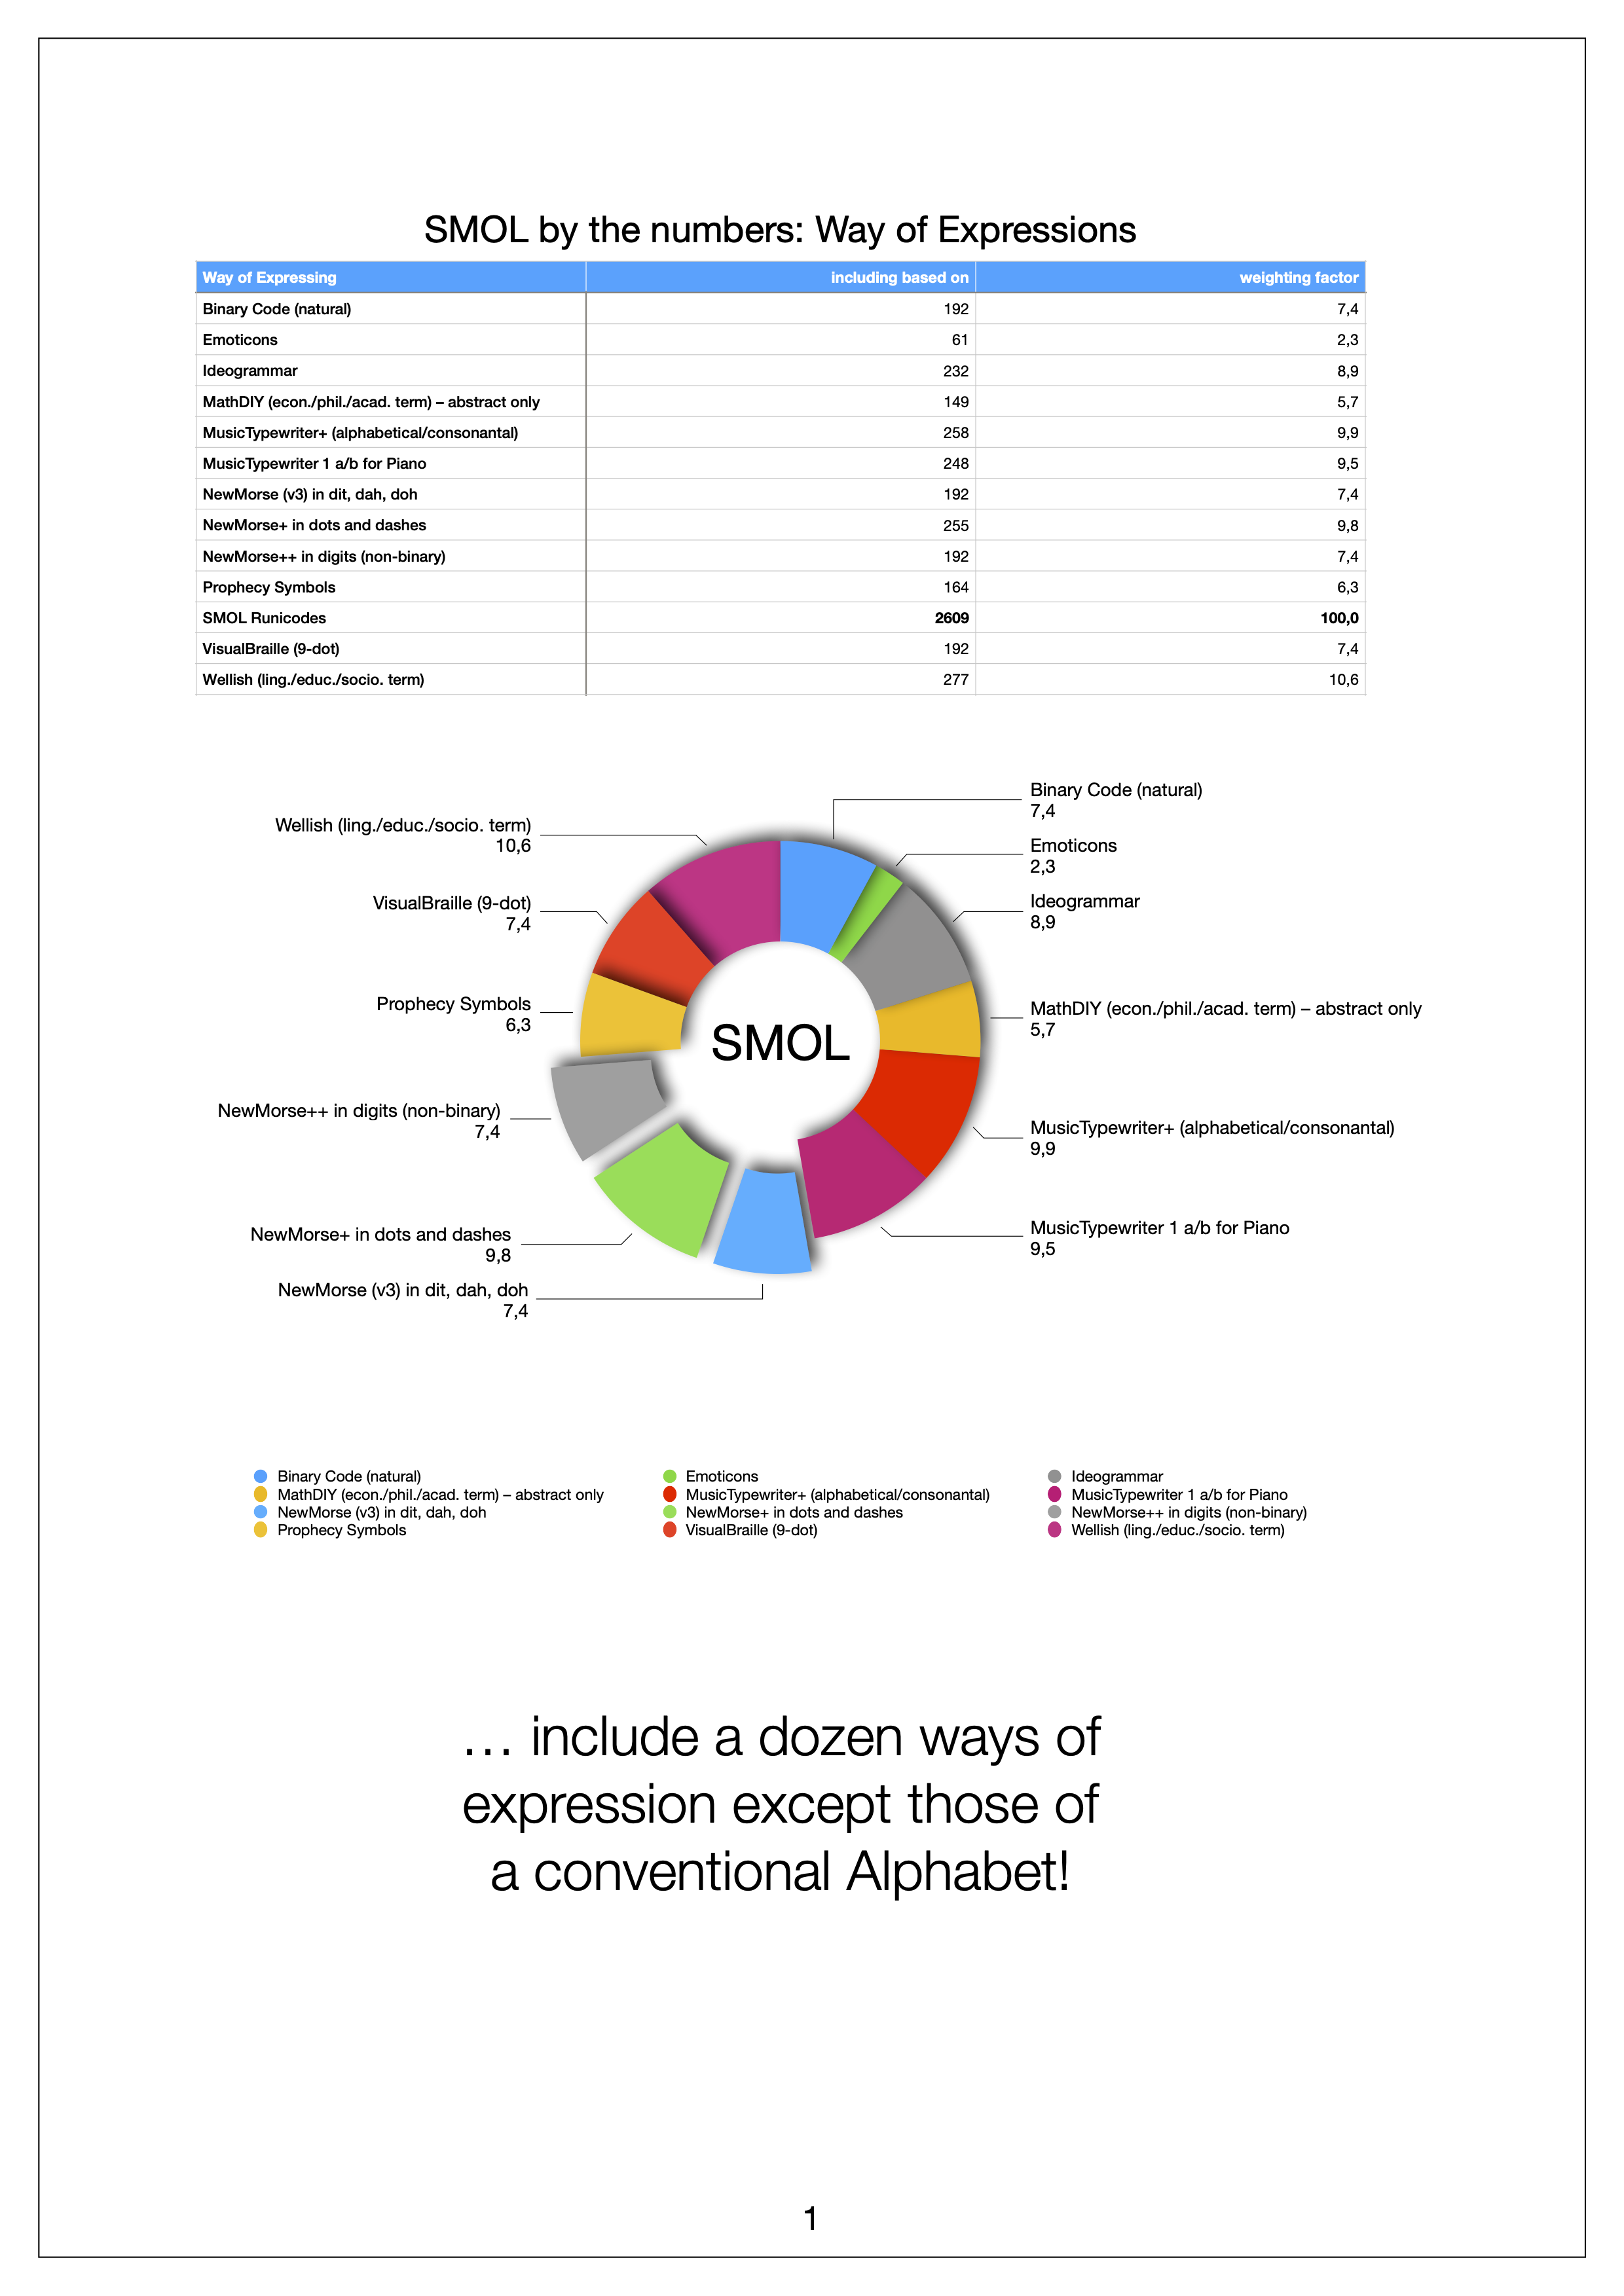 SMOL by the numbers: Way of Expressions
Way of Expressing including based on weighting factor
Binary Code (natural) 192 7,4
Emoticons 61 2,3
Ideogrammar 232 8,9
MathDIY (econ./phil./acad. term) – abstract only 149 5,7
MusicTypewriter+ (alphabetical/consonantal) 258 9,9
MusicTypewriter 1 a/b for Piano 248 9,5
NewMorse (v3) in dit, dah, doh 192 7,4
NewMorse+ in dots and dashes 255 9,8
NewMorse++ in digits (non-binary) 192 7,4
Prophecy Symbols 164 6,3
SMOL Runicodes 2609 100,0
VisualBraille (9-dot) 192 7,4
Wellish (ling./educ./socio. term) 277 10,6
Binary Code (natural)
7,4
Wellish (ling./educ./socio. term)
10,6
Emoticons
2,3
VisualBraille (9-dot)
7,4
Ideogrammar
8,9
Prophecy Symbols
6,3
MathDIY (econ./phil./acad. term) – abstract only
5,7
SMOL
NewMorse++ in digits (non-binary)
7,4
MusicTypewriter+ (alphabetical/consonantal)
9,9
NewMorse+ in dots and dashes
9,8
MusicTypewriter 1 a/b for Piano
9,5
NewMorse (v3) in dit, dah, doh
7,4
Binary Code (natural) Emoticons Ideogrammar
MathDIY (econ./phil./acad. term) – abstract only MusicTypewriter+ (alphabetical/consonantal) MusicTypewriter 1 a/b for Piano
NewMorse (v3) in dit, dah, doh NewMorse+ in dots and dashes NewMorse++ in digits (non-binary)
Prophecy Symbols VisualBraille (9-dot) Wellish (ling./educ./socio. term)
… include a dozen ways of
expression except those of
a conventional Alphabet!
1